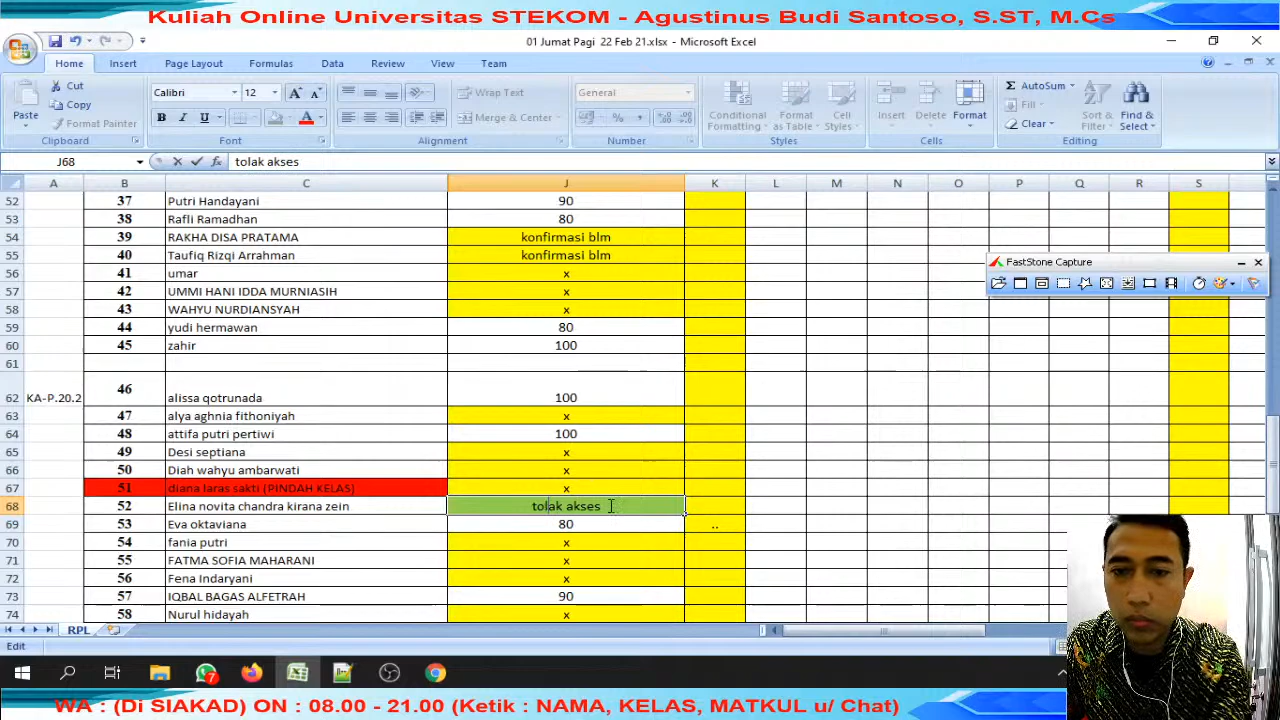 Kuliah Online Universitas STEKOM - Agustinus Budi Santoso, S.ST, M.Cs
01 Jumat Pagi 22 Feb 21.xlsx - Microsoft Excel
Home Insert Page Layout Formulas Data Review View Team
Cut
Copy
Format Painter
Paste
Clipboard
Calibri 12
B I U
Font
Wrap Text
Merge & Center
Alignment
General
Number
Conditional Formatting
Format as Table
Cell Styles
Styles
Insert Delete Format
Cells
AutoSum
Fill
Clear
Sort & Filter
Find & Select
Editing
J68 fx tolak akses
A B C J K L M N O P Q R S
52 37 Putri Handayani 90
53 38 Rafli Ramadhan 80
54 39 RAKHA DISA PRATAMA konfirmasi blm
55 40 Taufiq Rizqi Arrahman konfirmasi blm
56 41 umar x
57 42 UMMI HANI IDDA MURNIASIH x
58 43 WAHYU NURDIANSYAH x
59 44 yudi hermawan 80
60 45 zahir 100
61
62 KA-P.20.2 46 alissa qotrunada 100
63 47 alya aghnia fithoniyah x
64 48 attifa putri pertiwi 100
65 49 Desi septiana x
66 50 Diah wahyu ambarwati x
67 51 diana laras sakti (PINDAH KELAS) x
68 52 Elina novita chandra kirana zein tolak akses
69 53 Eva oktaviana 80 ..
70 54 fania putri x
71 55 FATMA SOFIA MAHARANI x
72 56 Fena Indaryani x
73 57 IQBAL BAGAS ALFETRAH 90
74 58 Nurul hidayah x
FastStone Capture
RPL
Edit
7
WA : (Di SIAKAD) ON : 08.00 - 21.00 (Ketik : NAMA, KELAS, MATKUL u/ Chat)